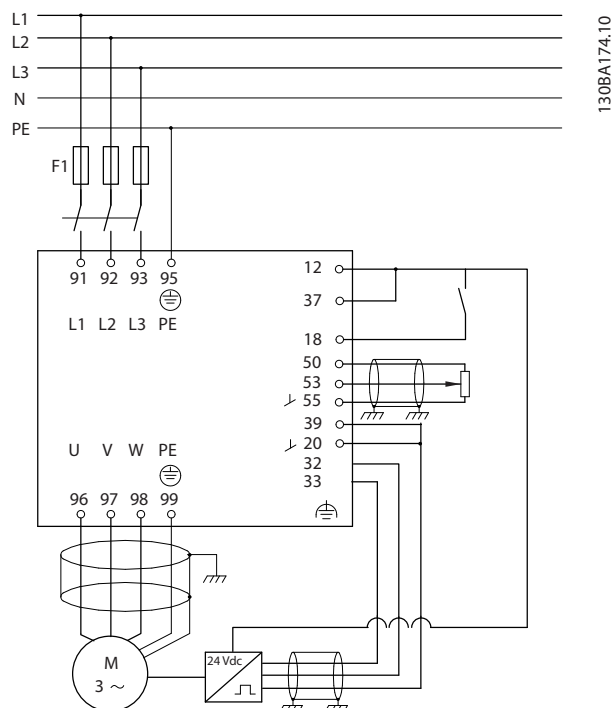 L1
L2
L3
N
PE
130BA174.10
F1
91 92 93 95
L1 L2 L3 PE
12
37
18
50
53
55
39
20
32
33
U V W PE
96 97 98 99
M
3 ~
24 Vdc